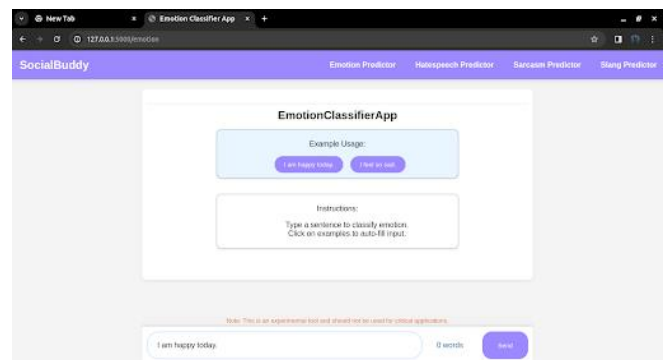 New Tab
Emotion Classifier App
127.0.0.1:5000/emotion
SocialBuddy
Emotion Predictor
Hatespeech Predictor
Sarcasm Predictor
Slang Predictor
EmotionClassifierApp
Example Usage:
I am happy today.
I feel so sad.
Instructions:
Type a sentence to classify emotion.
Click on examples to auto-fill input.
Note: This is an experimental tool and should not be used for critical applications.
I am happy today.
0 words
Send